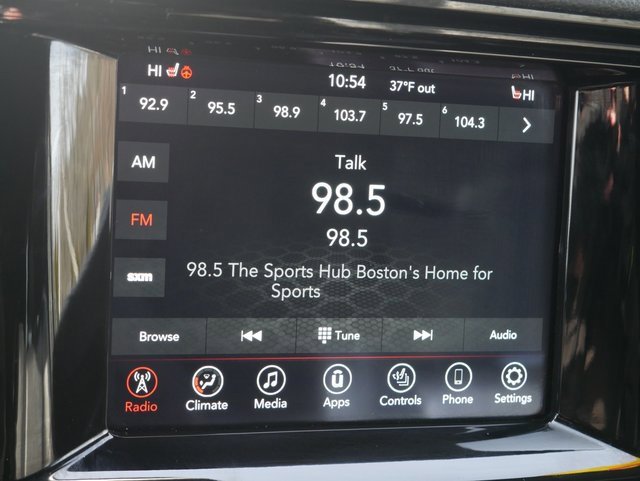 HI 10:54 37°F out HI
1 92.9 2 95.5 3 98.9 4 103.7 5 97.5 6 104.3
AM
Talk
98.5
FM
98.5
sxm
98.5 The Sports Hub Boston's Home for
Sports
Browse Tune Audio
Radio Climate Media Apps Controls Phone Settings